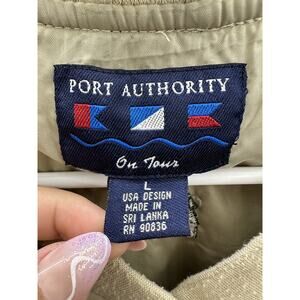 PORT AUTHORITY
On Tour
L
USA DESIGN
MADE IN
SRI LANKA
RN 90836